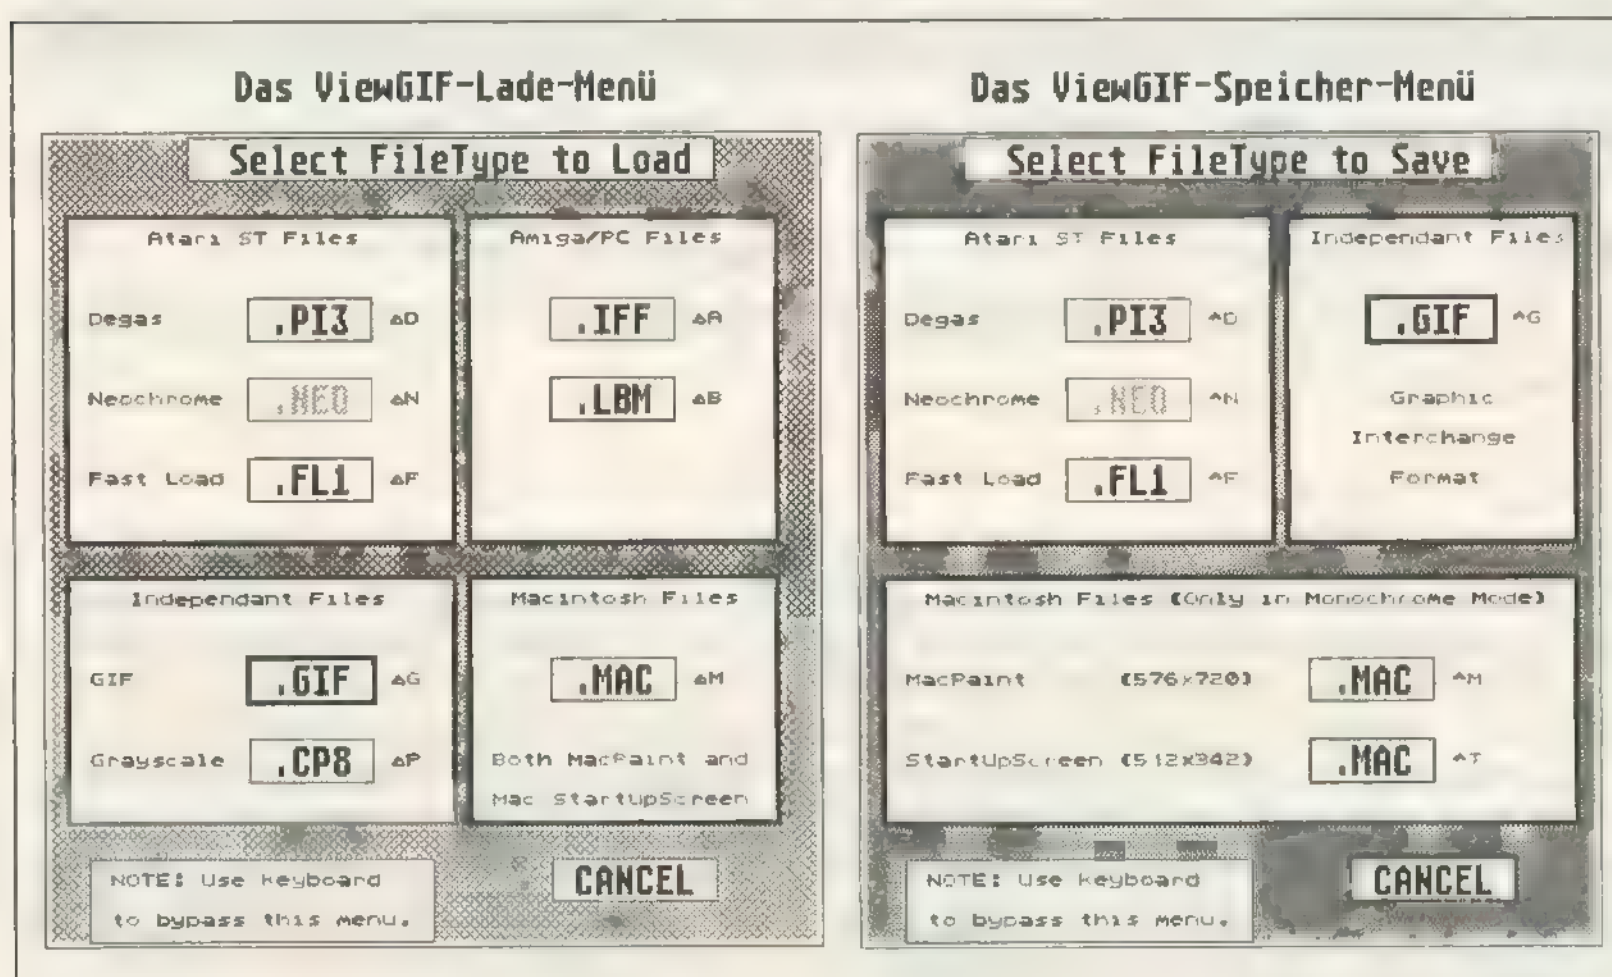 Das ViewGIF-Lade-Menü
Select FileType to Load
Atari ST Files
Degas .PI3 △D
Neochrome .NEO △N
Fast Load .FL1 △F
Amiga/PC Files
.IFF △A
.LBM △B
Independant Files
GIF .GIF △G
Grayscale .CP8 △P
Macintosh Files
.MAC △M
Both MacPaint and
Mac StartUpScreen
NOTE: Use keyboard
to bypass this menu.
CANCEL
Das ViewGIF-Speicher-Menü
Select FileType to Save
Atari ST Files
Degas .PI3 ^D
Neochrome .NEO ^N
Fast Load .FL1 ^F
Independant Files
.GIF ^G
Graphic
Interchange
Format
Macintosh Files (Only in Monochrome Mode)
MacPaint (576x720) .MAC ^M
StartUpScreen (512x342) .MAC ^T
NOTE: Use keyboard
to bypass this menu.
CANCEL